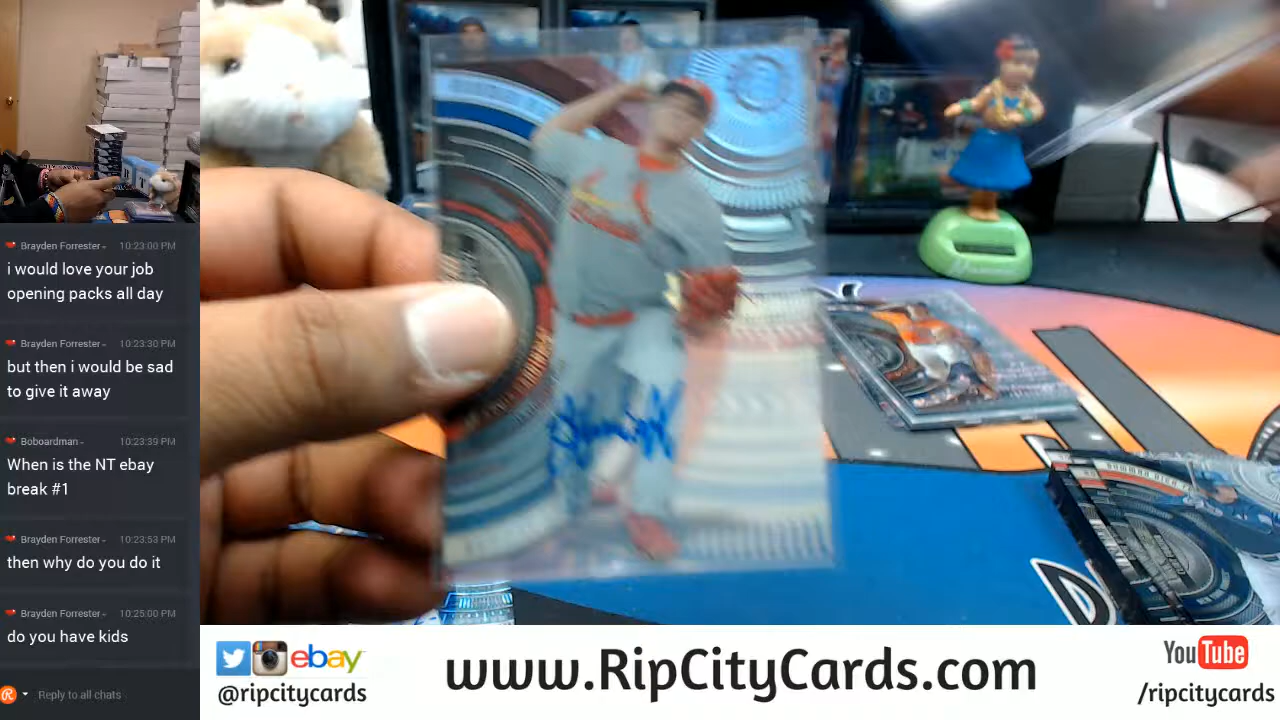 Brayden Forrester- 10:23:00 PM
i would love your job
opening packs all day
Brayden Forrester- 10:23:30 PM
but then i would be sad
to give it away
Boboardman- 10:23:39 PM
When is the NT ebay
break #1
Brayden Forrester- 10:23:53 PM
then why do you do it
Brayden Forrester- 10:25:00 PM
do you have kids
Reply to all chats
Cardinals
BOWMAN HIGH
ebay
@ripcitycards
www.RipCityCards.com
YouTube
/ripcitycards